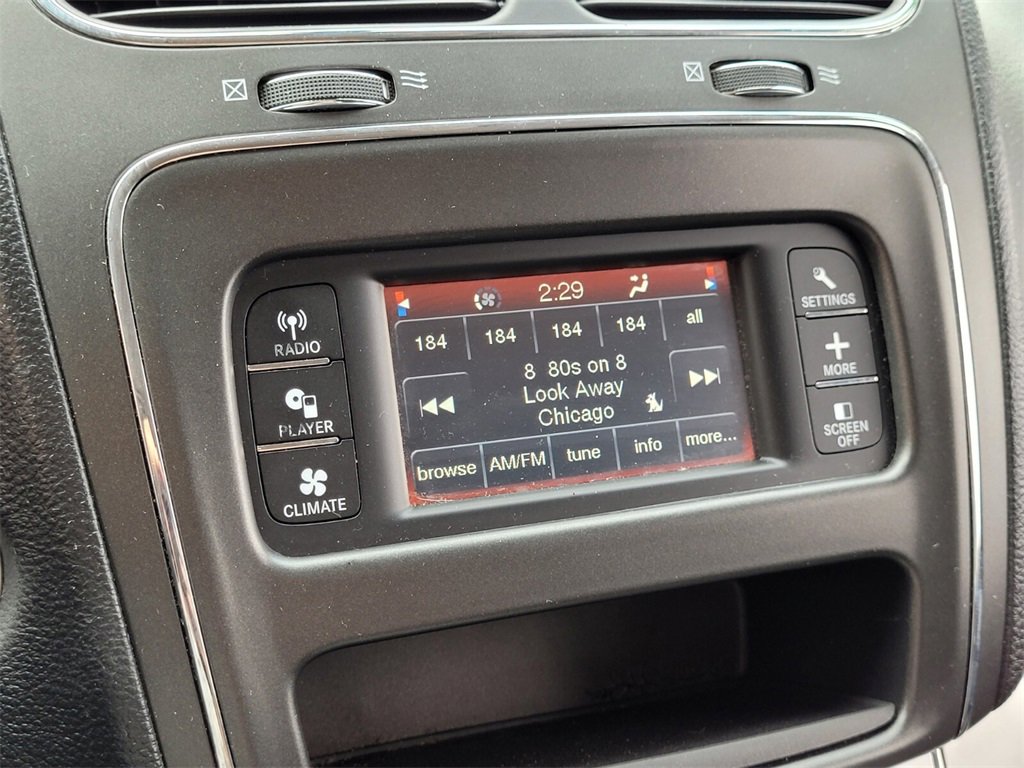 2:29
184 184 184 184 all
8 80s on 8
Look Away
Chicago
browse AM/FM tune info more...
RADIO
PLAYER
CLIMATE
SETTINGS
MORE
SCREEN
OFF